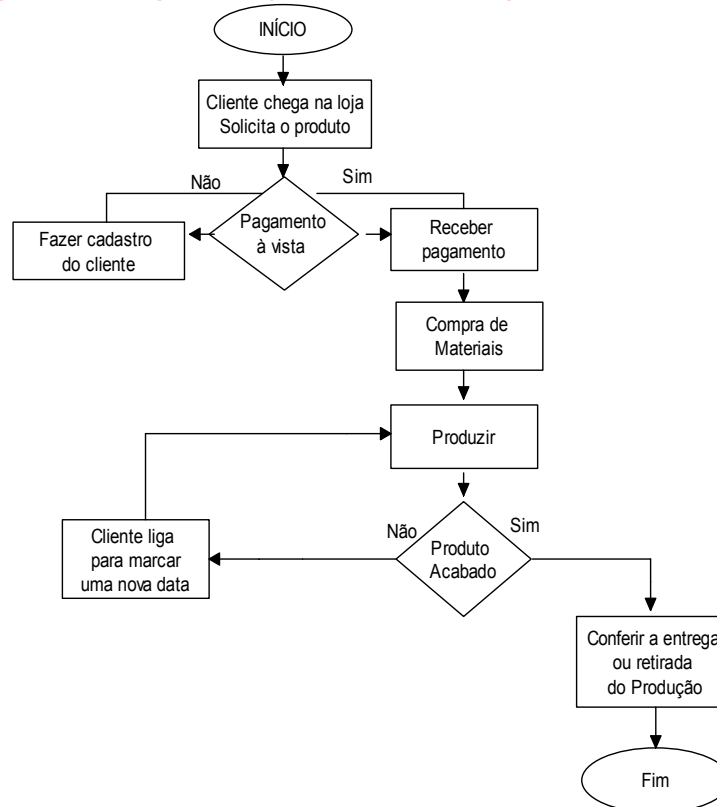 INÍCIO
Cliente chega na loja
Solicita o produto
Não
Sim
Pagamento
à vista
Fazer cadastro
do cliente
Receber
pagamento
Compra de
Materiais
Produzir
Não
Sim
Produto
Acabado
Cliente liga
para marcar
uma nova data
Conferir a entrega
ou retirada
do Produção
Fim